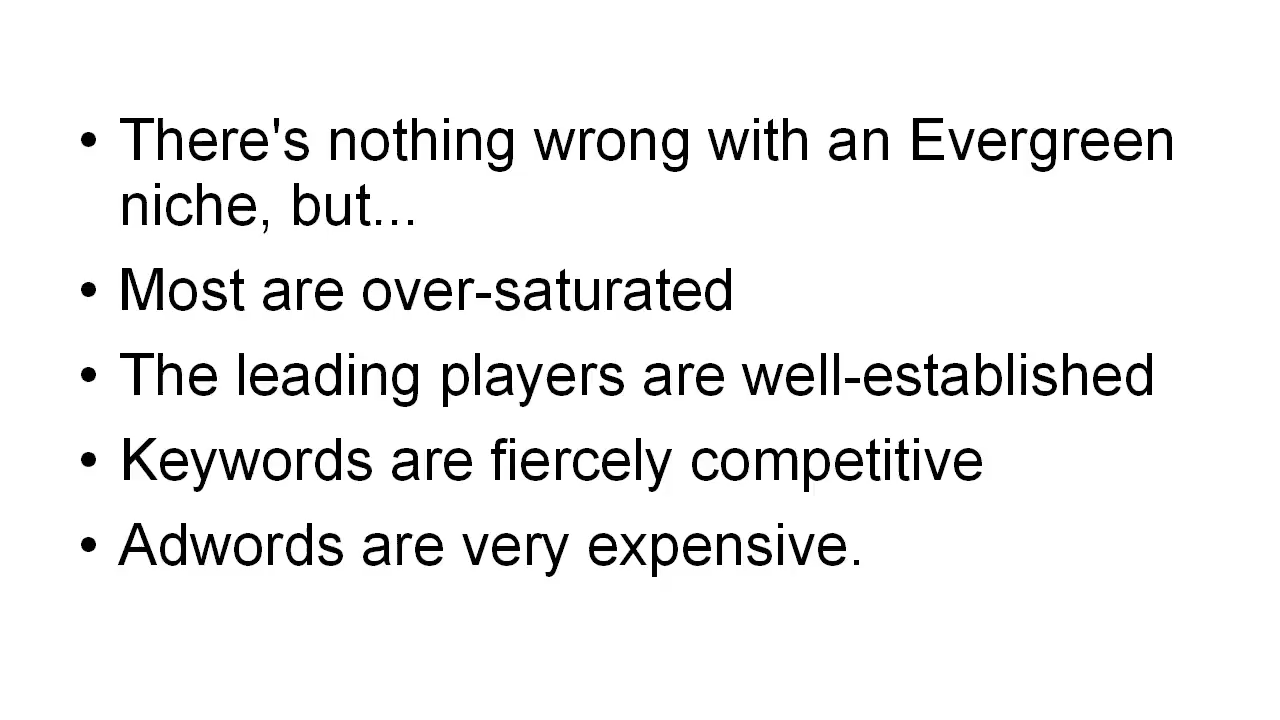 • There's nothing wrong with an Evergreen
niche, but...
• Most are over-saturated
• The leading players are well-established
• Keywords are fiercely competitive
• Adwords are very expensive.